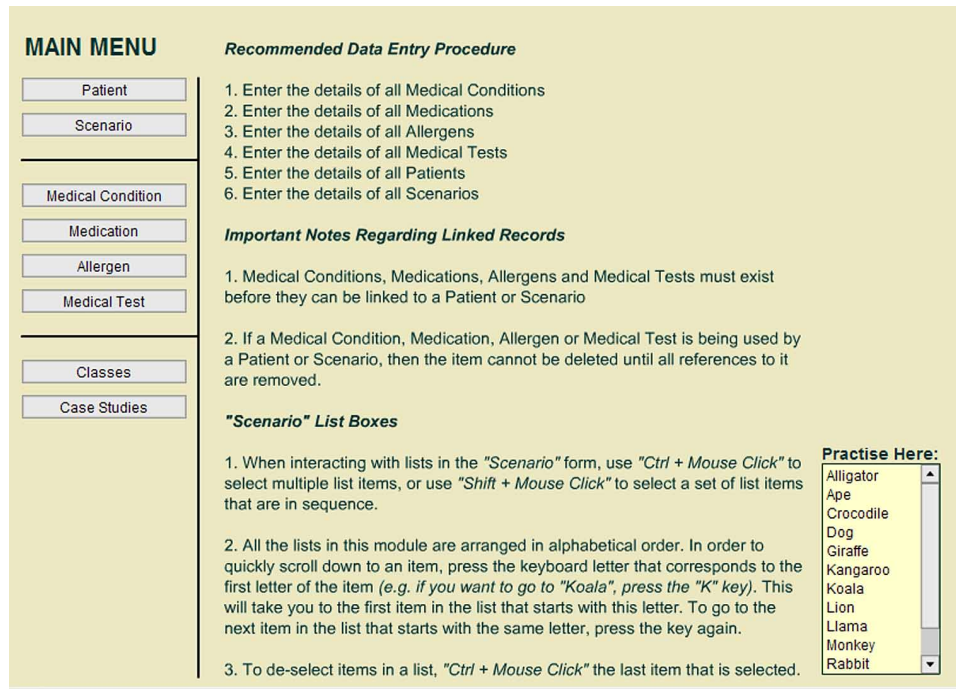 MAIN MENU
Patient
Scenario
Medical Condition
Medication
Allergen
Medical Test
Classes
Case Studies
Recommended Data Entry Procedure
1. Enter the details of all Medical Conditions
2. Enter the details of all Medications
3. Enter the details of all Allergens
4. Enter the details of all Medical Tests
5. Enter the details of all Patients
6. Enter the details of all Scenarios
Important Notes Regarding Linked Records
1. Medical Conditions, Medications, Allergens and Medical Tests must exist
before they can be linked to a Patient or Scenario
2. If a Medical Condition, Medication, Allergen or Medical Test is being used by
a Patient or Scenario, then the item cannot be deleted until all references to it
are removed.
"Scenario" List Boxes
1. When interacting with lists in the "Scenario" form, use "Ctrl + Mouse Click" to
select multiple list items, or use "Shift + Mouse Click" to select a set of list items
that are in sequence.
2. All the lists in this module are arranged in alphabetical order. In order to
quickly scroll down to an item, press the keyboard letter that corresponds to the
first letter of the item (e.g. if you want to go to "Koala", press the "K" key). This
will take you to the first item in the list that starts with this letter. To go to the
next item in the list that starts with the same letter, press the key again.
3. To de-select items in a list, "Ctrl + Mouse Click" the last item that is selected.
Practise Here:
Alligator
Ape
Crocodile
Dog
Giraffe
Kangaroo
Koala
Lion
Llama
Monkey
Rabbit